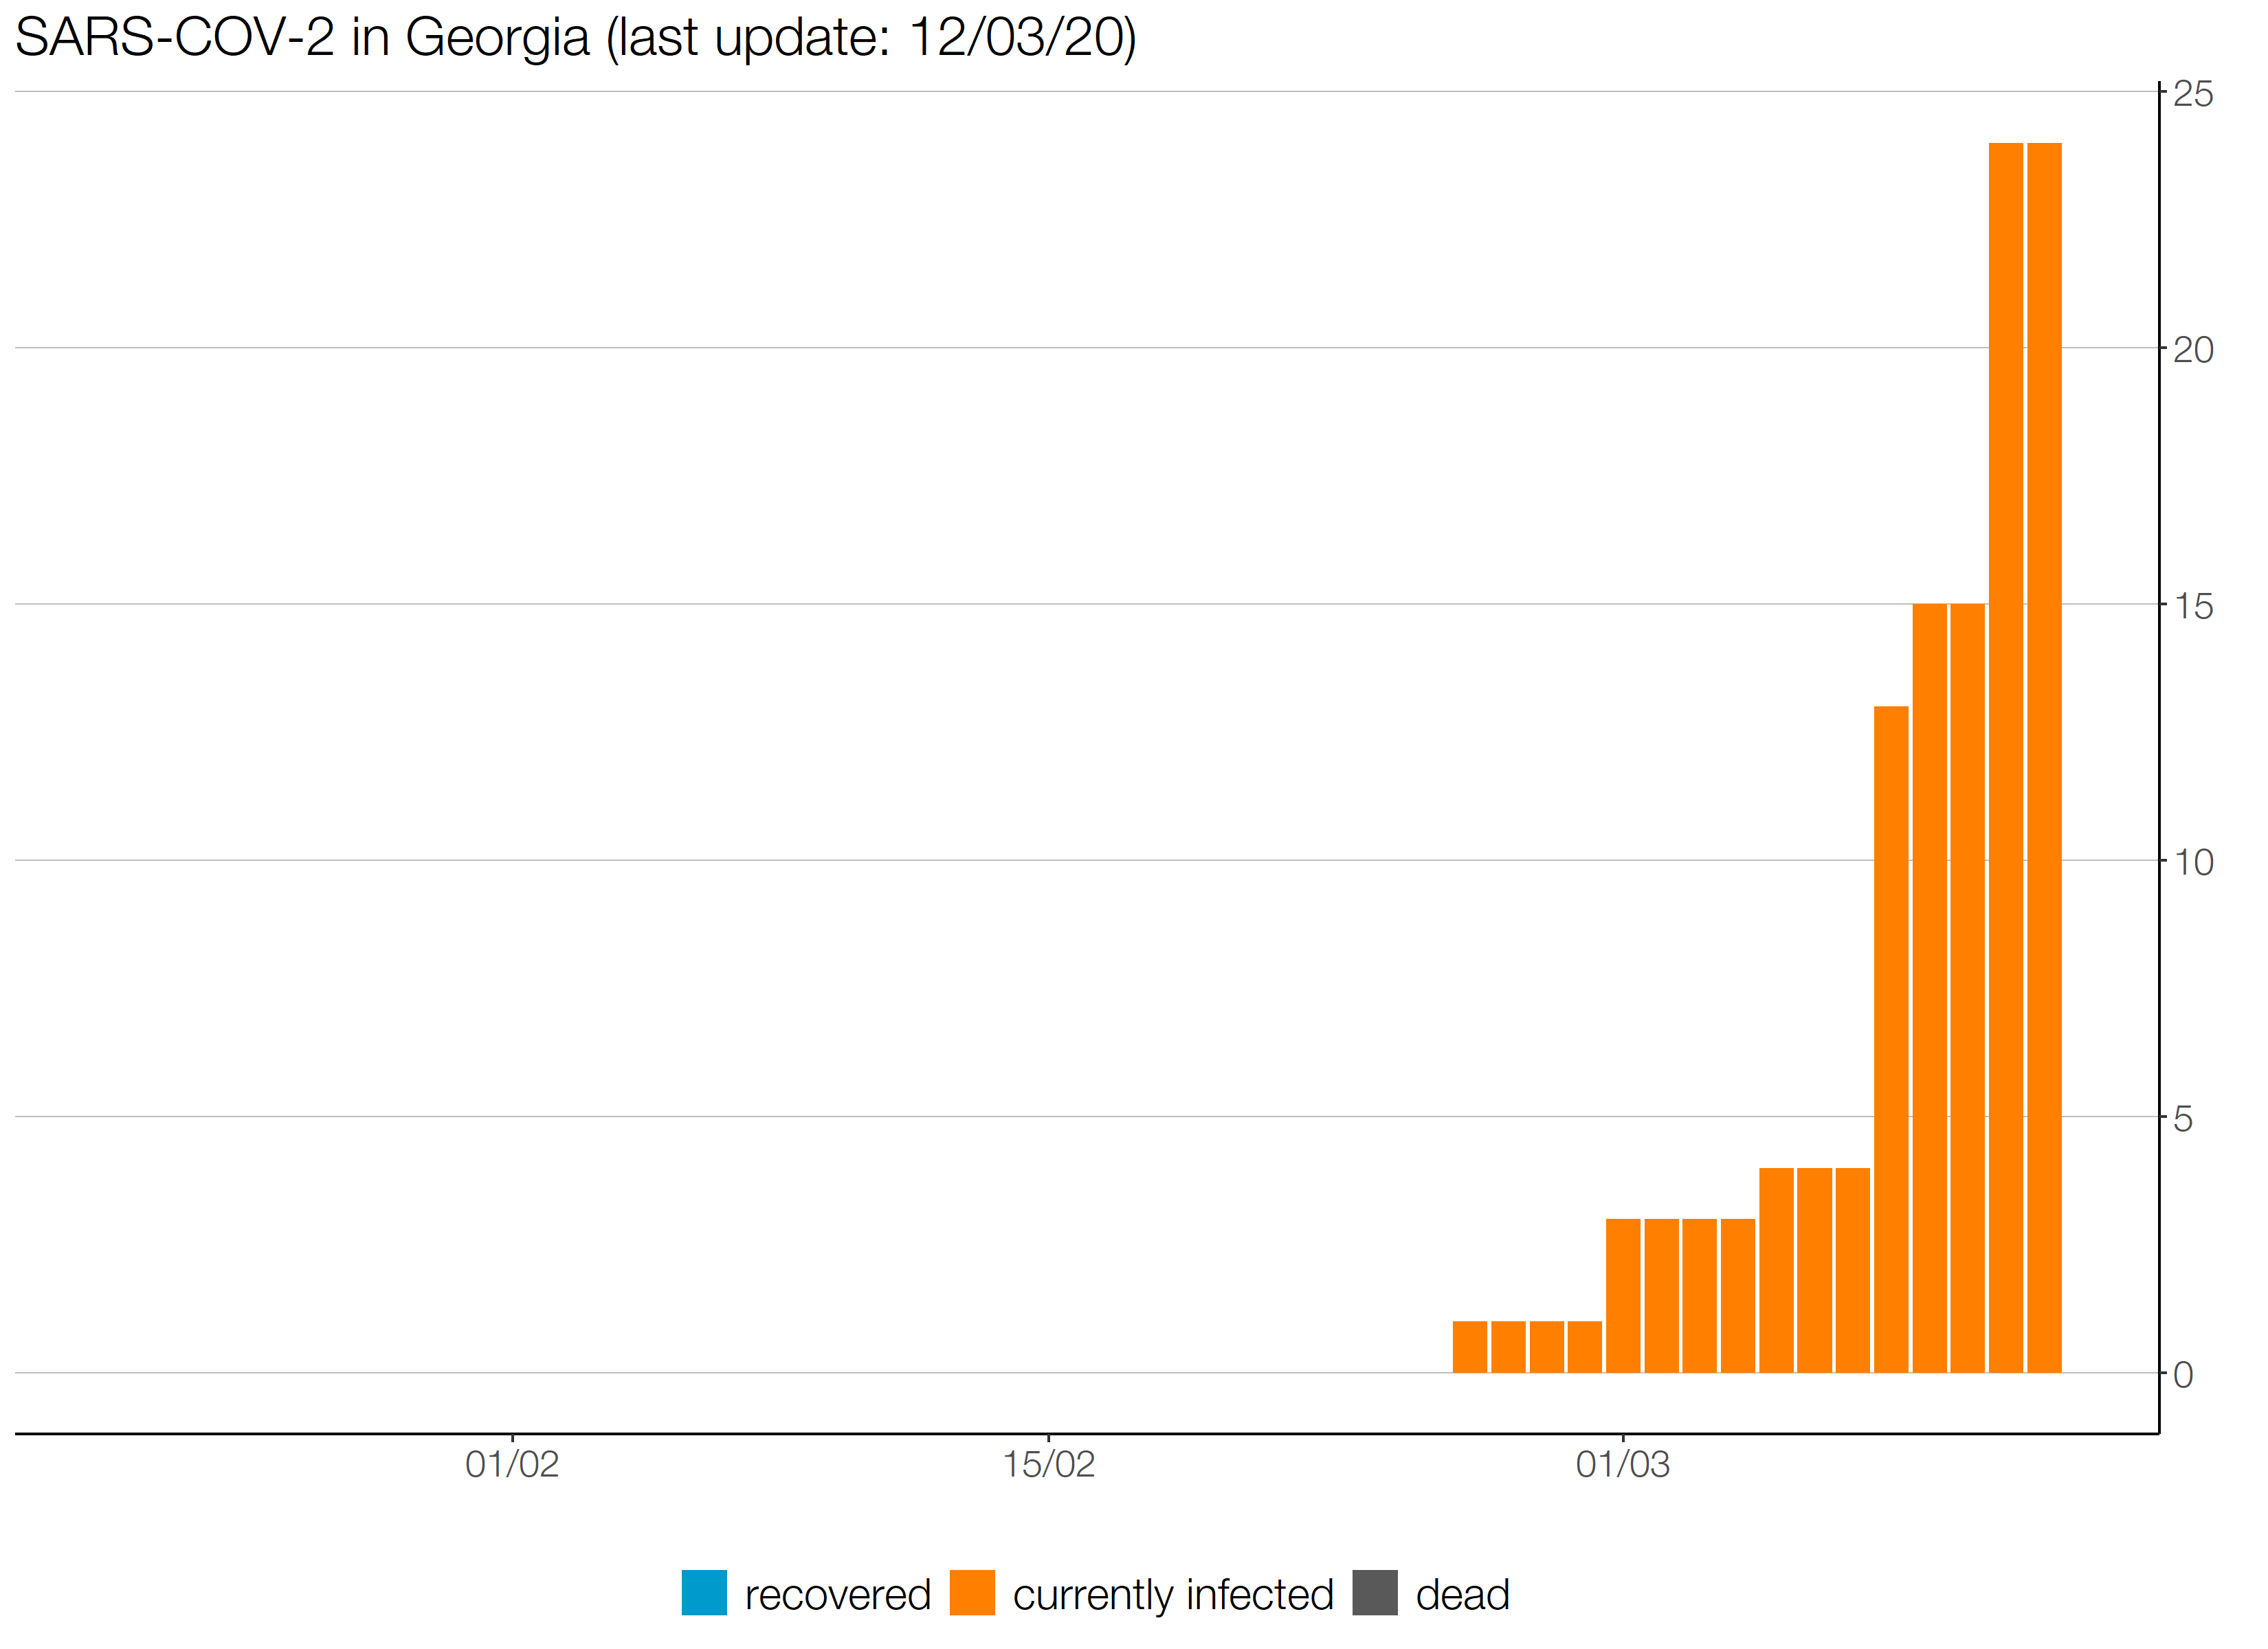 SARS-COV-2 in Georgia (last update: 12/03/20)
25
20
15
10
5
0
01/02 15/02 01/03
recovered currently infected dead